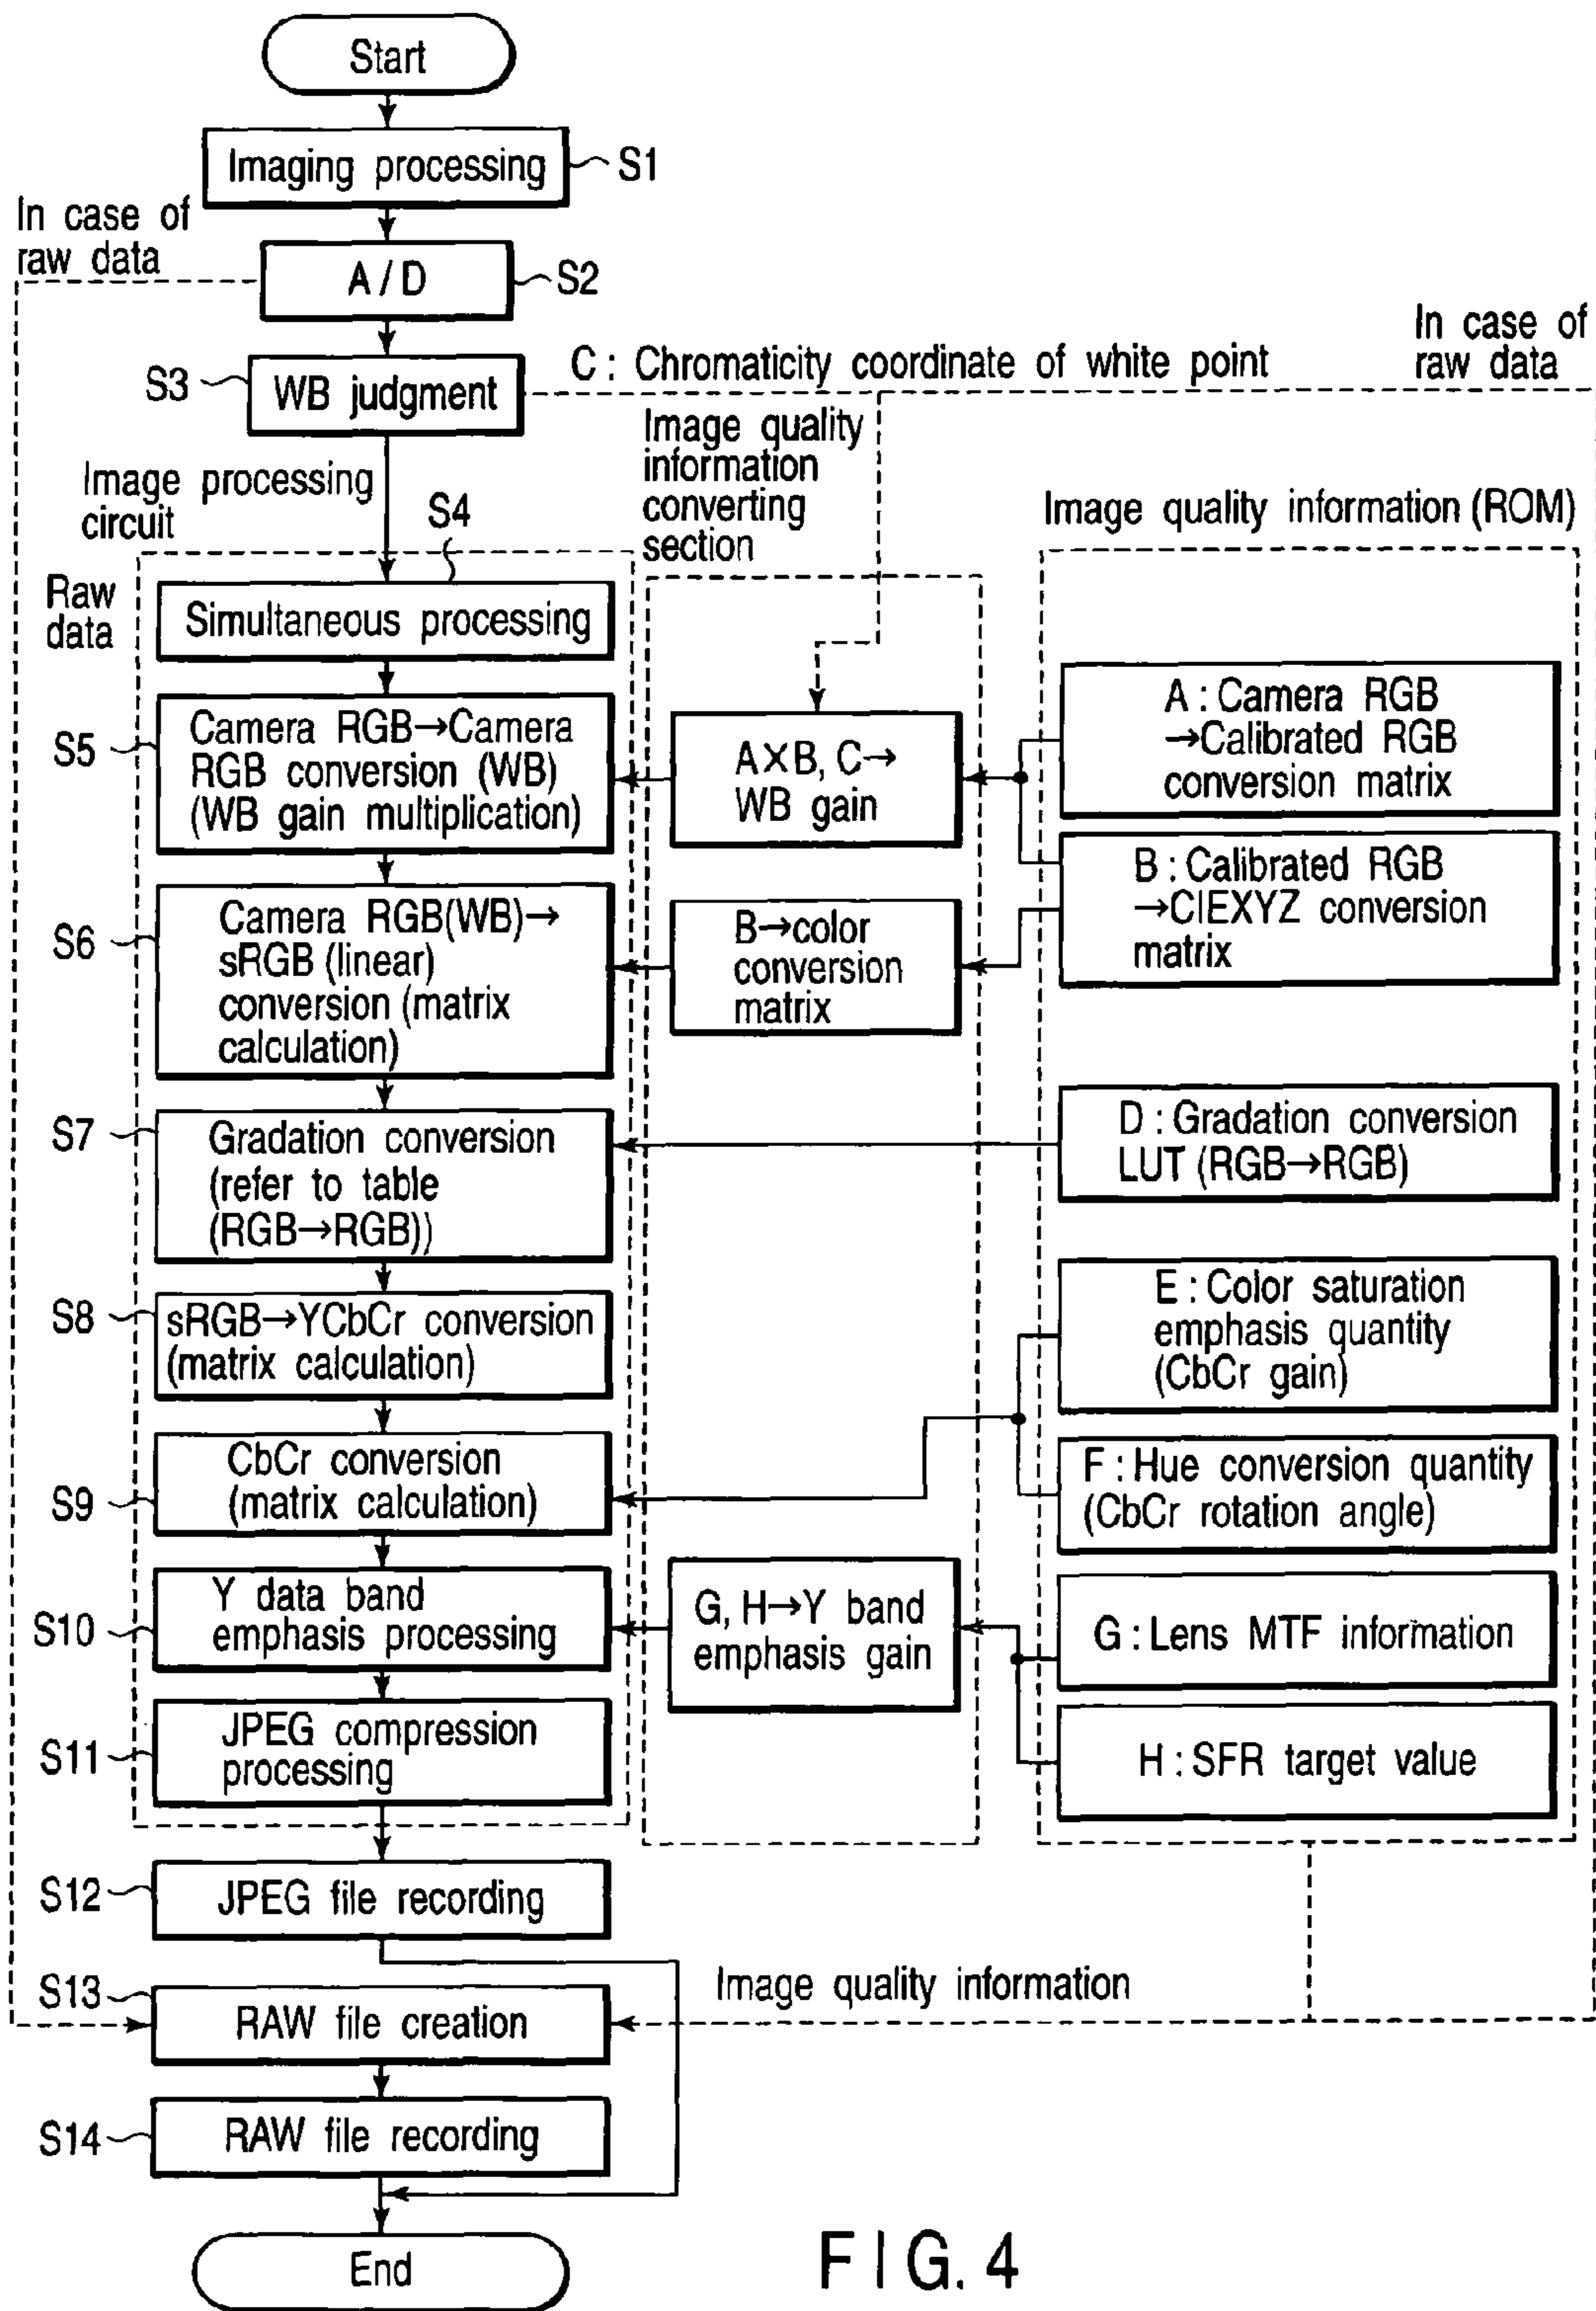 Start
Imaging processing
S1
In case of
raw data
A/D
S2
S3
WB judgment
C : Chromaticity coordinate of white point
In case of
raw data
Image processing
circuit
S4
Image quality
information
converting
section
Image quality information (ROM)
Raw
data
Simultaneous processing
S5
Camera RGB→Camera
RGB conversion (WB)
(WB gain multiplication)
A×B, C→
WB gain
A : Camera RGB
→Calibrated RGB
conversion matrix
S6
Camera RGB(WB)→
sRGB (linear)
conversion (matrix
calculation)
B→color
conversion
matrix
B : Calibrated RGB
→CIEXYZ conversion
matrix
S7
Gradation conversion
(refer to table
(RGB→RGB))
D : Gradation conversion
LUT (RGB→RGB)
S8
sRGB→YCbCr conversion
(matrix calculation)
E : Color saturation
emphasis quantity
(CbCr gain)
S9
CbCr conversion
(matrix calculation)
F : Hue conversion quantity
(CbCr rotation angle)
S10
Y data band
emphasis processing
G, H→Y band
emphasis gain
G : Lens MTF information
S11
JPEG compression
processing
H : SFR target value
S12
JPEG file recording
S13
RAW file creation
Image quality information
S14
RAW file recording
End
FIG. 4